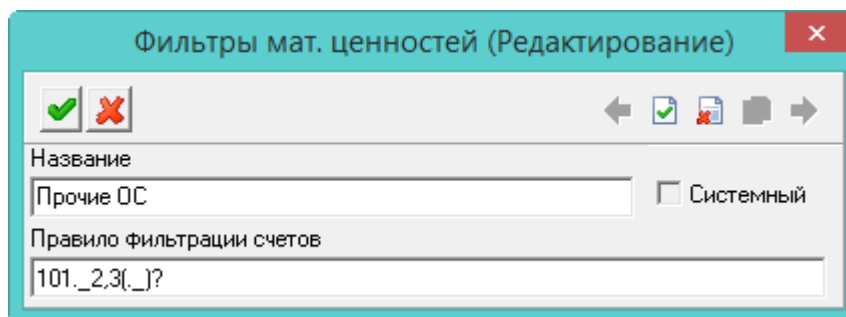 Фильтры мат. ценностей (Редактирование)
Название
Прочие ОС
Системный
Правило фильтрации счетов
101._2,3(._)?